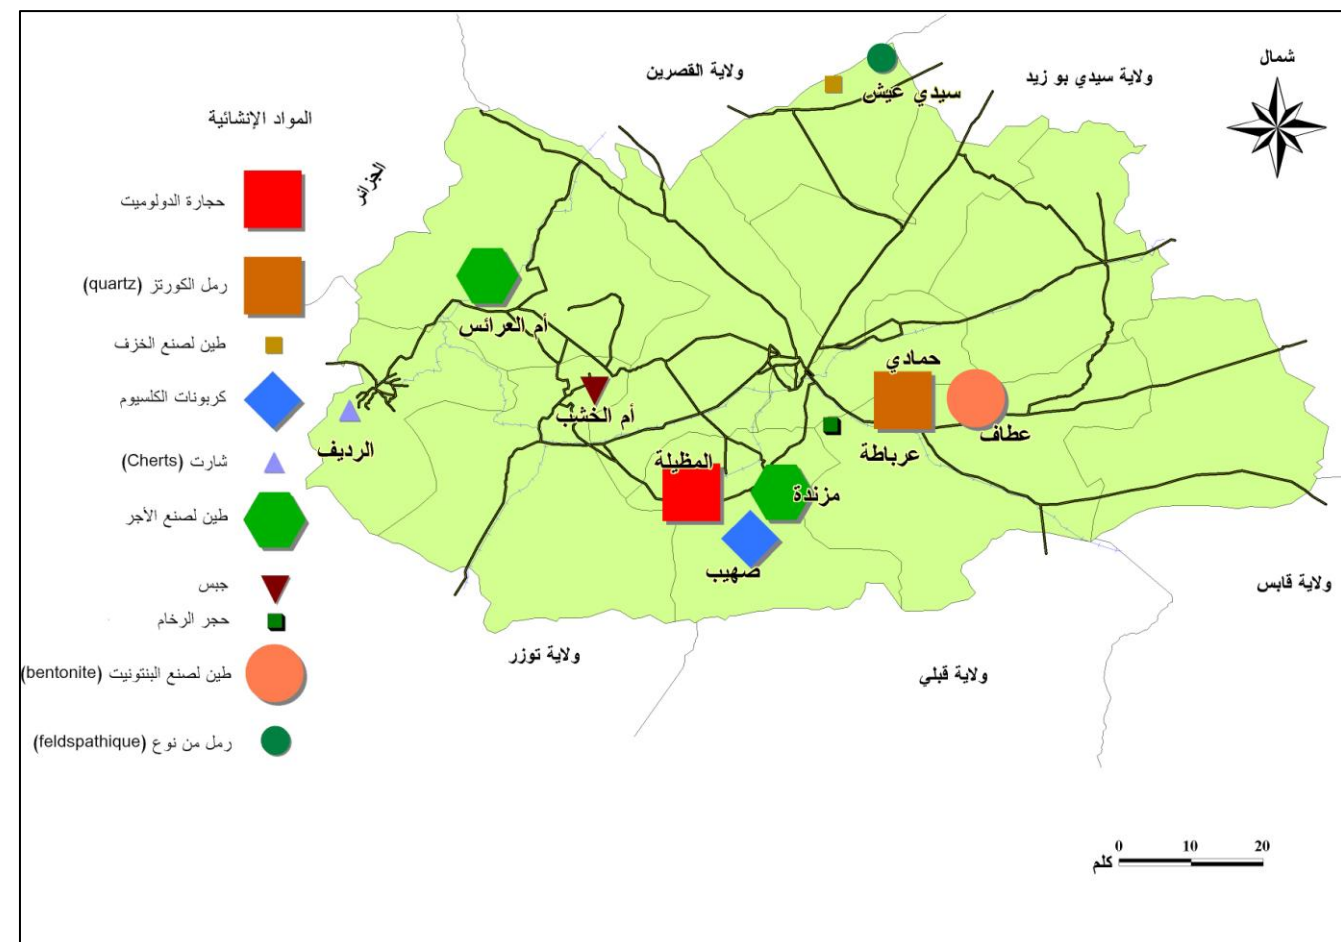 شمال
ولاية القصرين
ولاية سيدي بو زيد
سيدي عيش
المواد الإنشائية
الجزائر
حجارة الدولوميت
رمل الكورتز (quartz)
طين لصنع الخزف
كربونات الكلسيوم
شارت (Cherts)
طين لصنع الأجر
جبس
حجر الرخام
طين لصنع البنتونيت (bentonite)
رمل من نوع (feldspathique)
أم العرائس
حمادي
أم الخشب
عطاف
الرديف
عرباطة
المظيلة
مزندة
صهيب
ولاية قابس
ولاية توزر
ولاية قبلي
0 10 20
كلم